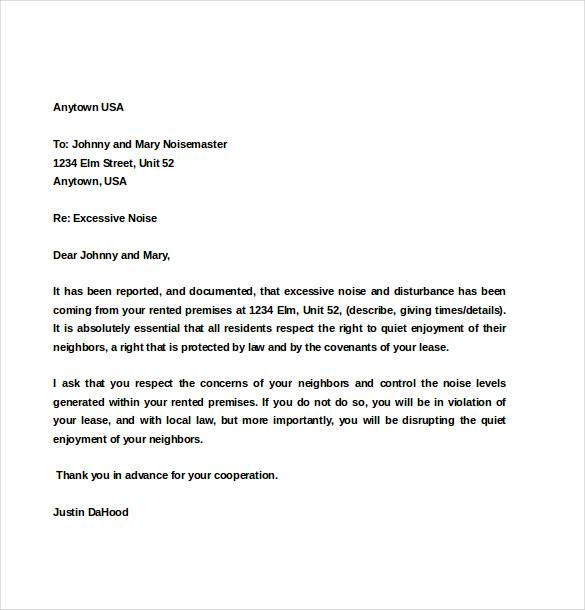 Anytown USA
To: Johnny and Mary Noisemaster
1234 Elm Street, Unit 52
Anytown, USA
Re: Excessive Noise
Dear Johnny and Mary,
It has been reported, and documented, that excessive noise and disturbance has been
coming from your rented premises at 1234 Elm, Unit 52, (describe, giving times/details).
It is absolutely essential that all residents respect the right to quiet enjoyment of their
neighbors, a right that is protected by law and by the covenants of your lease.
I ask that you respect the concerns of your neighbors and control the noise levels
generated within your rented premises. If you do not do so, you will be in violation of
your lease, and with local law, but more importantly, you will be disrupting the quiet
enjoyment of your neighbors.
Thank you in advance for your cooperation.
Justin DaHood